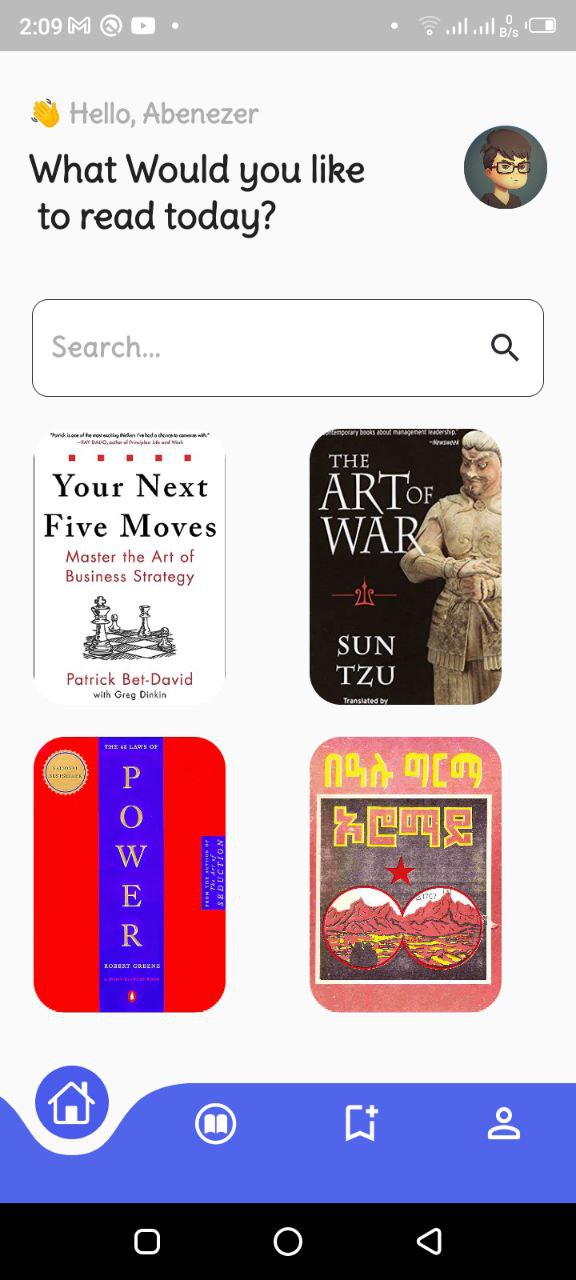 2:09
0
B/s
👋 Hello, Abenezer
What Would you like
to read today?
Search...
"Patrick is one of the most exciting thinkers I've had a chance to converse with."
—RAY DALIO, author of Principles: Life and Work
Your Next
Five Moves
Master the Art of
Business Strategy
Patrick Bet-David
with Greg Dinkin
contemporary books about management leadership."
–Newsweek
THE
ART OF
WAR
SUN
TZU
Translated by
NATIONAL
BESTSELLER
THE 48 LAWS OF
POWER
FROM THE AUTHOR OF
The Art of
SEDUCTION
ROBERT GREENE
በዓሉ ግርማ
ኦሮማይ